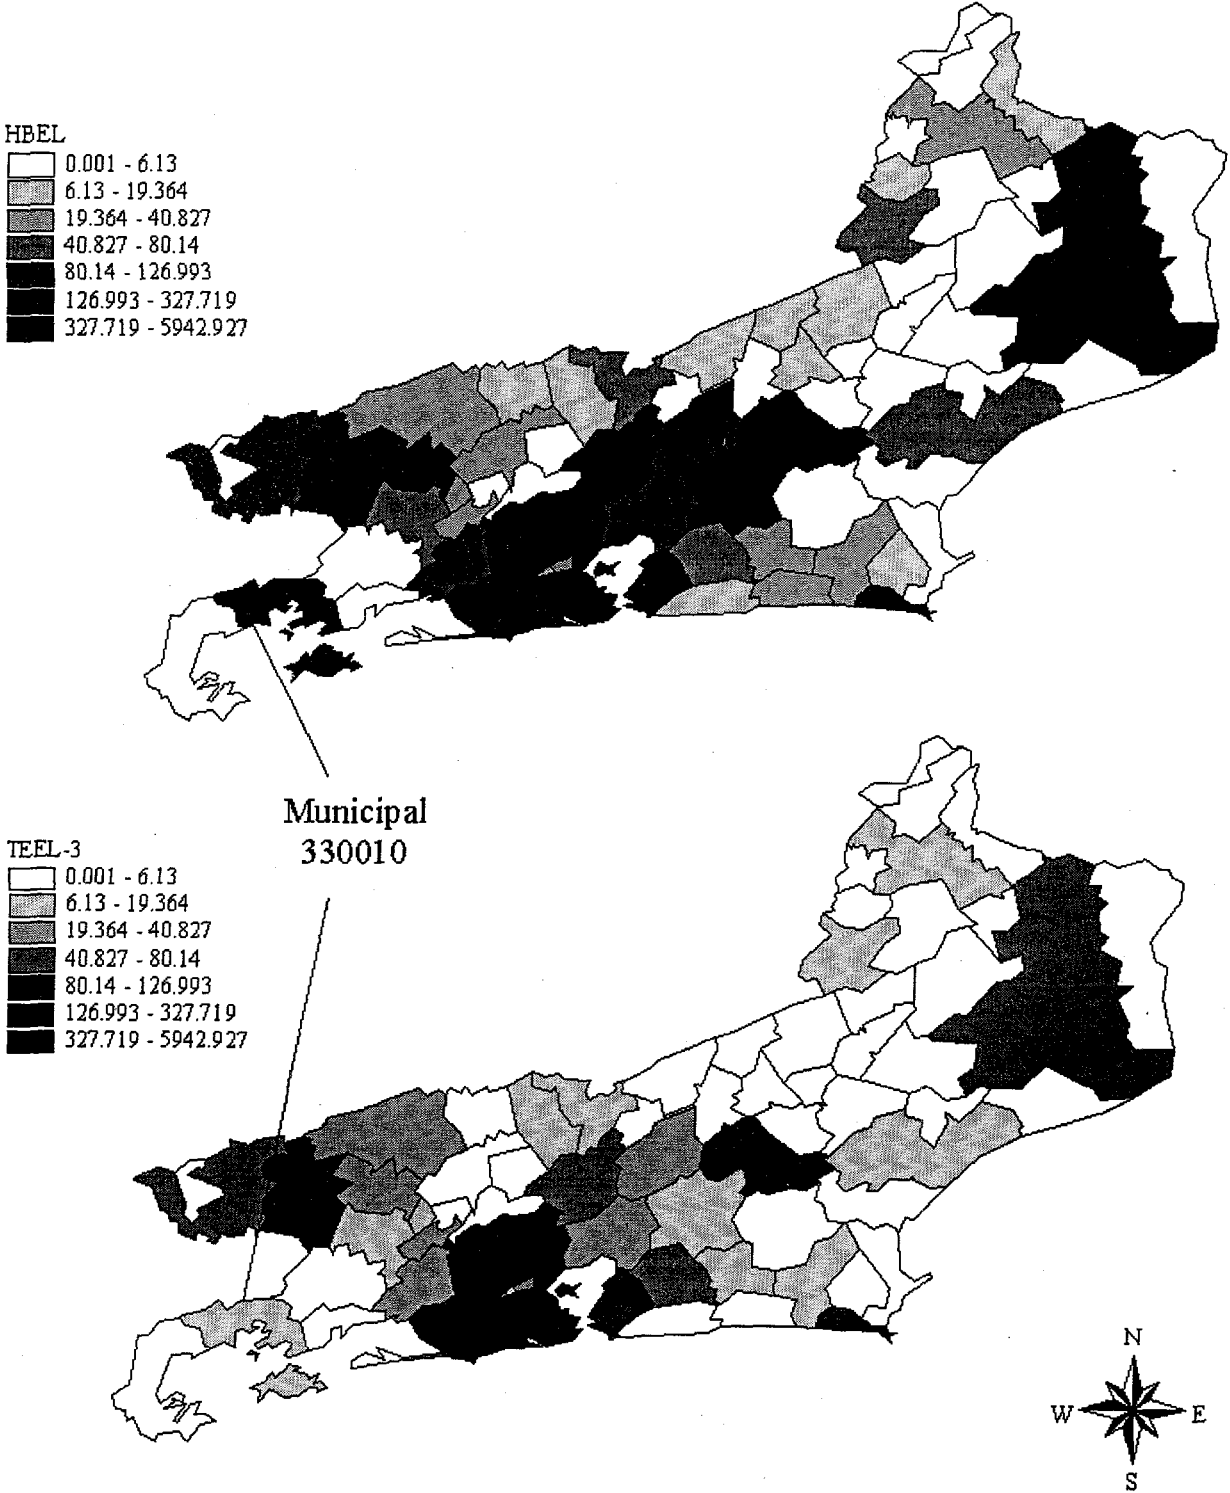 HBEL
0.001 - 6.13
6.13 - 19.364
19.364 - 40.827
40.827 - 80.14
80.14 - 126.993
126.993 - 327.719
327.719 - 5942.927
Municipal
330010
TEEL-3
0.001 - 6.13
6.13 - 19.364
19.364 - 40.827
40.827 - 80.14
80.14 - 126.993
126.993 - 327.719
327.719 - 5942.927
N
W E
S